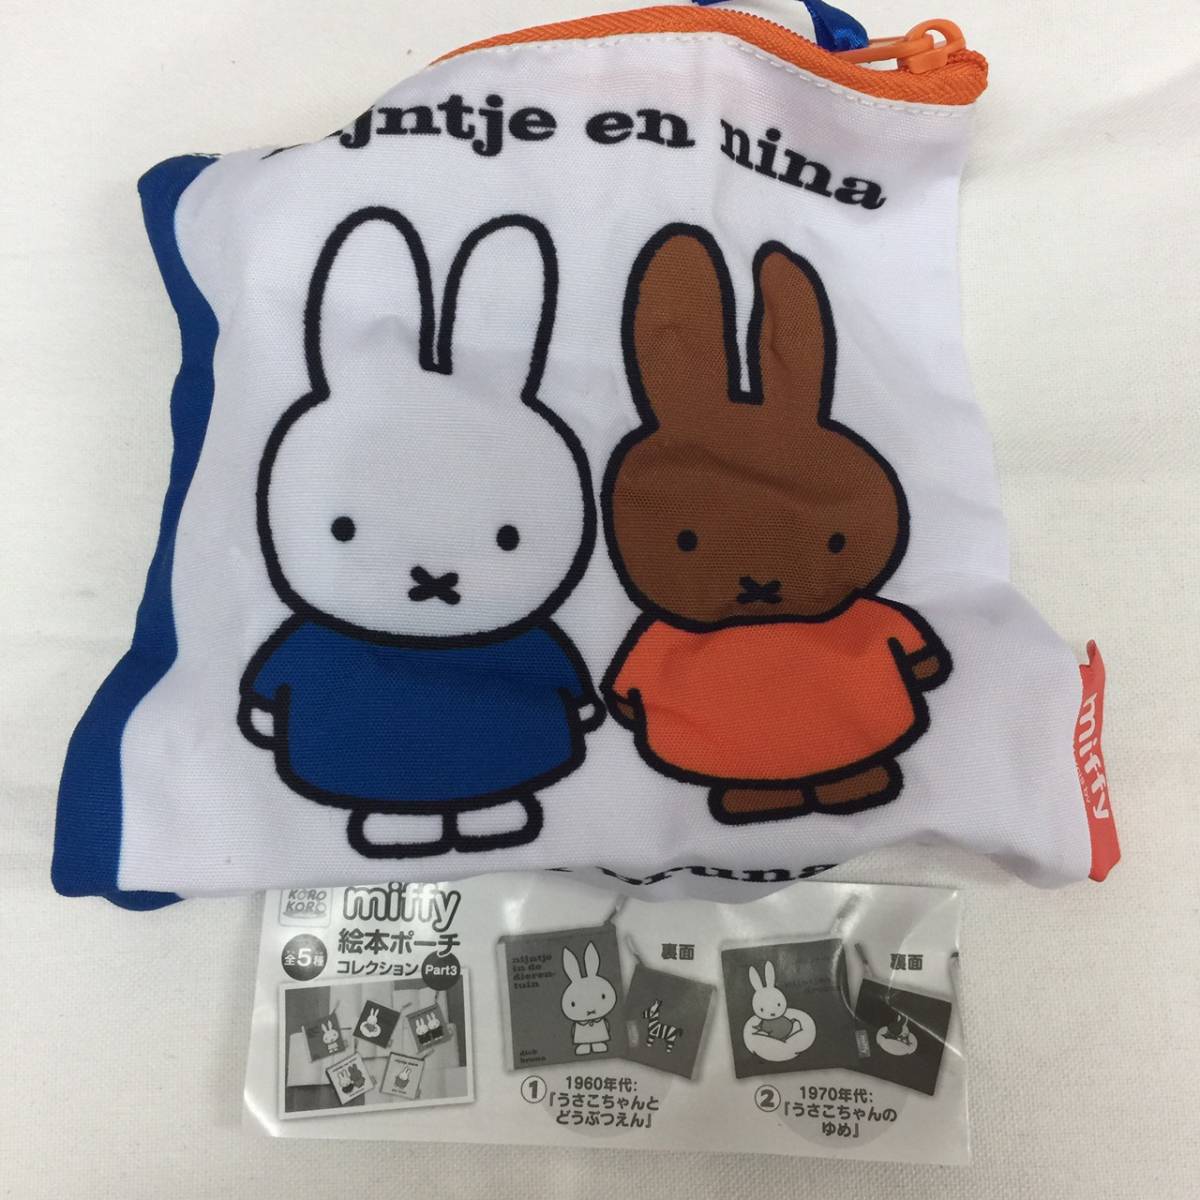 nijntje en nina
bruna
miffy
KORO
KORO
miffy
絵本ポーチ
コレクション Part3
全5種
nijntje
in de
dieren-
tuin
dick
bruna
裏面
裏面
① 1960年代:
「うさこちゃんと
どうぶつえん」
② 1970年代:
「うさこちゃんの
ゆめ」